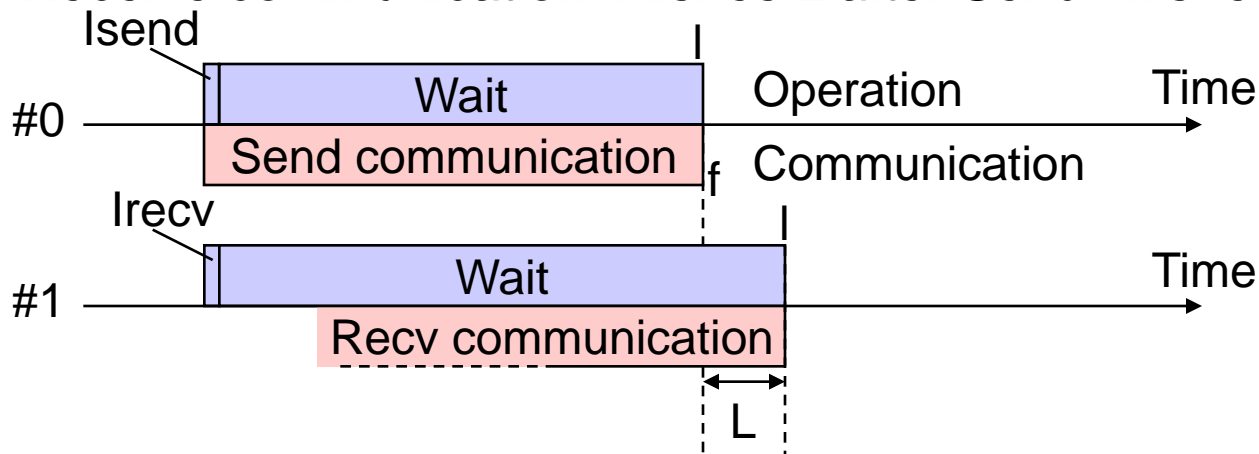 Isend
Wait
Operation
Time
#0
Send communication
f
Communication
Irecv
Wait
Time
#1
Recv communication
L